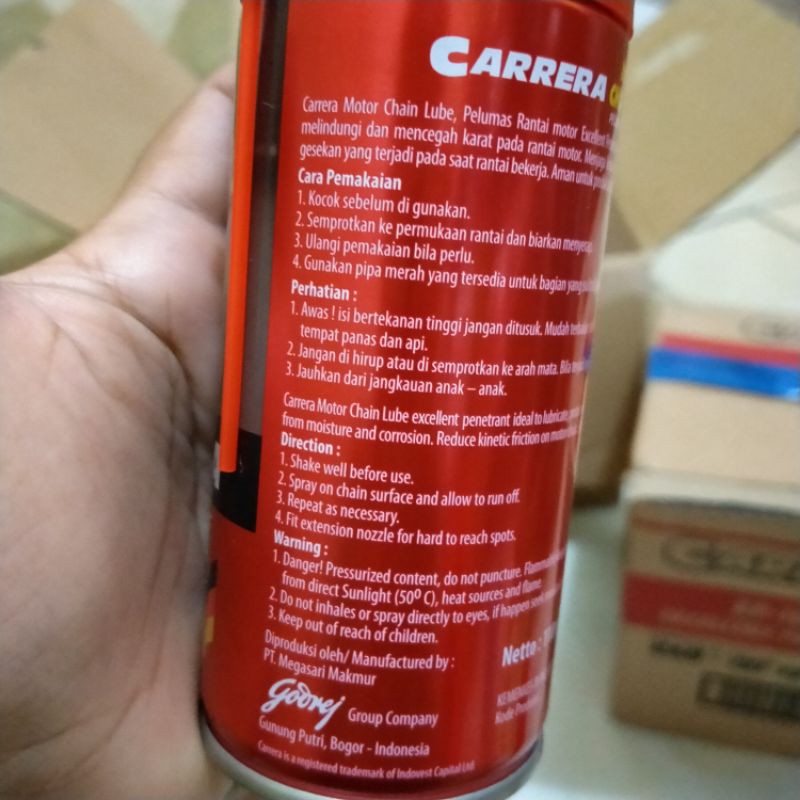 CARRERA
Carrera Motor Chain Lube, Pelumas Rantai motor Excellent
melindungi dan mencegah karat pada rantai motor.
gesekan yang terjadi pada saat rantai bekerja. Aman untuk
Cara Pemakaian
1. Kocok sebelum di gunakan.
2. Semprotkan ke permukaan rantai dan biarkan
3. Ulangi pemakaian bila perlu.
4. Gunakan pipa merah yang tersedia untuk bagian yang
Perhatian :
1. Awas ! isi bertekanan tinggi jangan ditusuk. Mudah
tempat panas dan api.
2. Jangan di hirup atau di semprotkan ke arah mata. Bila
3. Jauhkan dari jangkauan anak – anak.
Carrera Motor Chain Lube excellent penetrant ideal to lubricate,
from moisture and corrosion. Reduce kinetic friction on motor
Direction :
1. Shake well before use.
2. Spray on chain surface and allow to run off.
3. Repeat as necessary.
4. Fit extension nozzle for hard to reach spots.
Warning :
1. Danger! Pressurized content, do not puncture.
from direct Sunlight (50º C), heat sources and flame.
2. Do not inhales or spray directly to eyes, if happen seek
3. Keep out of reach of children.
Diproduksi oleh/ Manufactured by :
PT. Megasari Makmur
Netto :
Godrej Group Company
Kode
Gunung Putri, Bogor - Indonesia
Carrera is a registered trademark of Indovest Capital Ltd